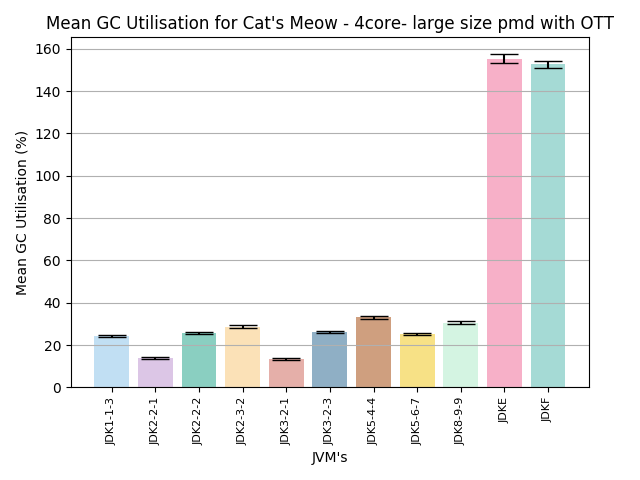 Mean GC Utilisation for Cat's Meow - 4core- large size pmd with OTT
Mean GC Utilisation (%)
160
140
120
100
80
60
40
20
0
JDK1-1-3
JDK2-2-1
JDK2-2-2
JDK2-3-2
JDK3-2-1
JDK3-2-3
JDK5-4-4
JDK5-6-7
JDK8-9-9
JDKE
JDKF
JVM's